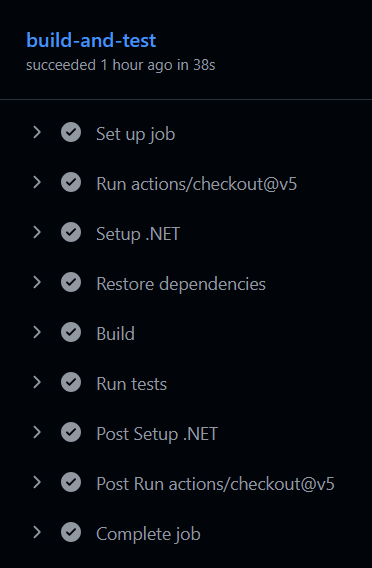 build-and-test
succeeded 1 hour ago in 38s
Set up job
Run actions/checkout@v5
Setup .NET
Restore dependencies
Build
Run tests
Post Setup .NET
Post Run actions/checkout@v5
Complete job